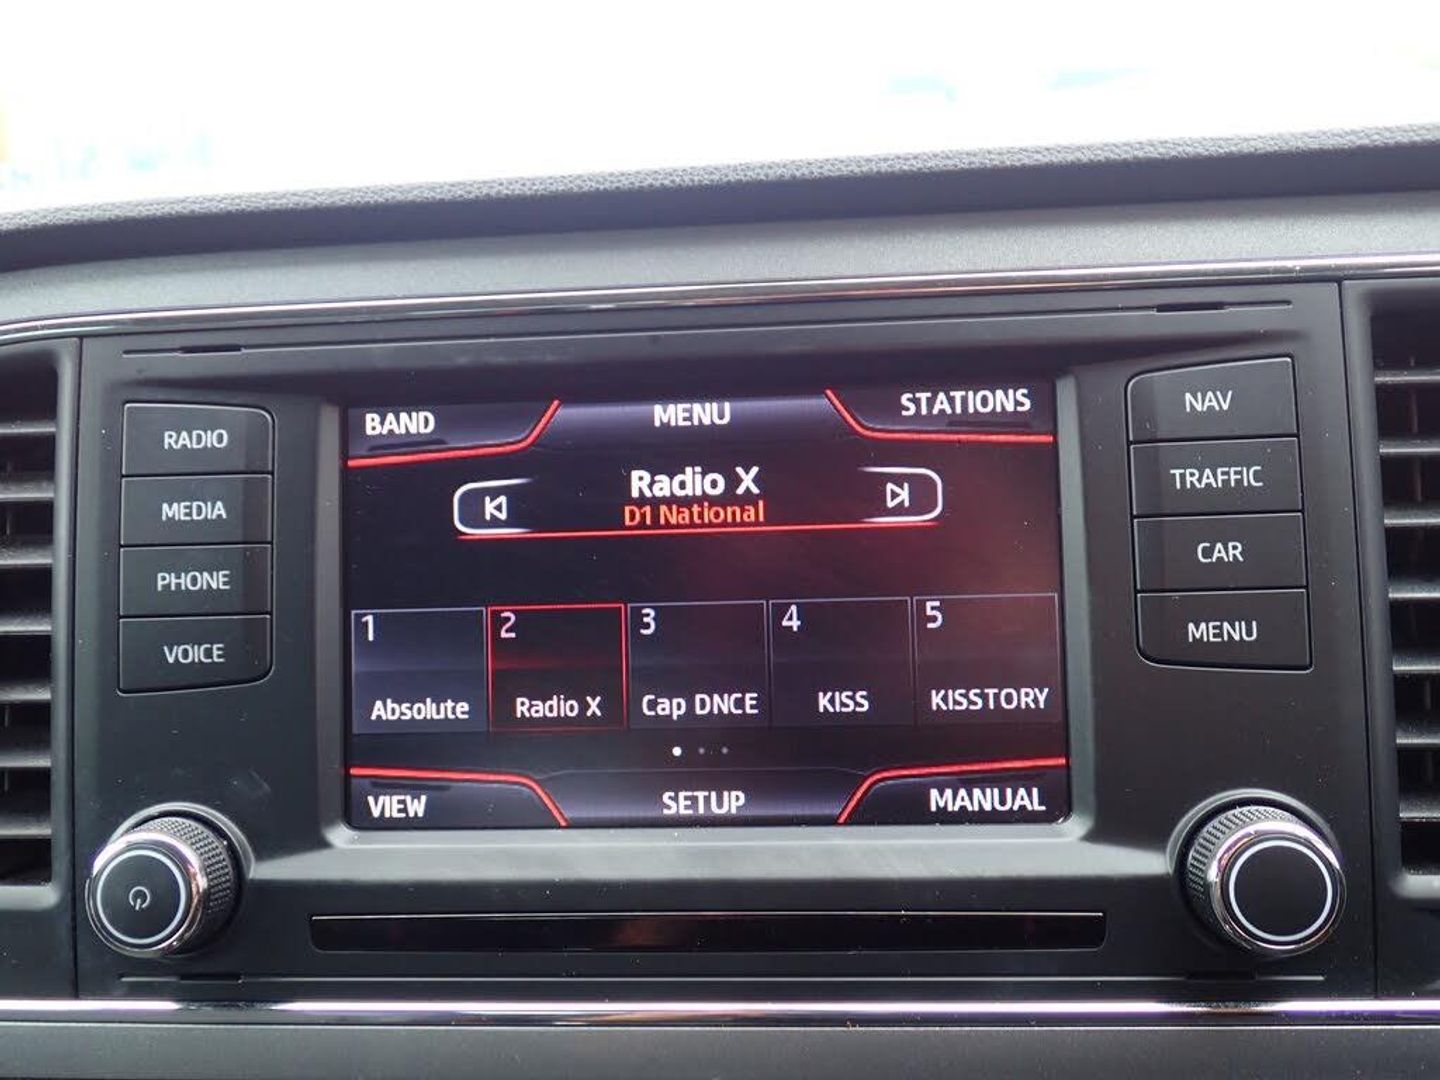 BAND MENU STATIONS
Radio X
D1 National
1 2 3 4 5
Absolute Radio X Cap DNCE KISS KISSTORY
VIEW SETUP MANUAL
RADIO
MEDIA
PHONE
VOICE
NAV
TRAFFIC
CAR
MENU